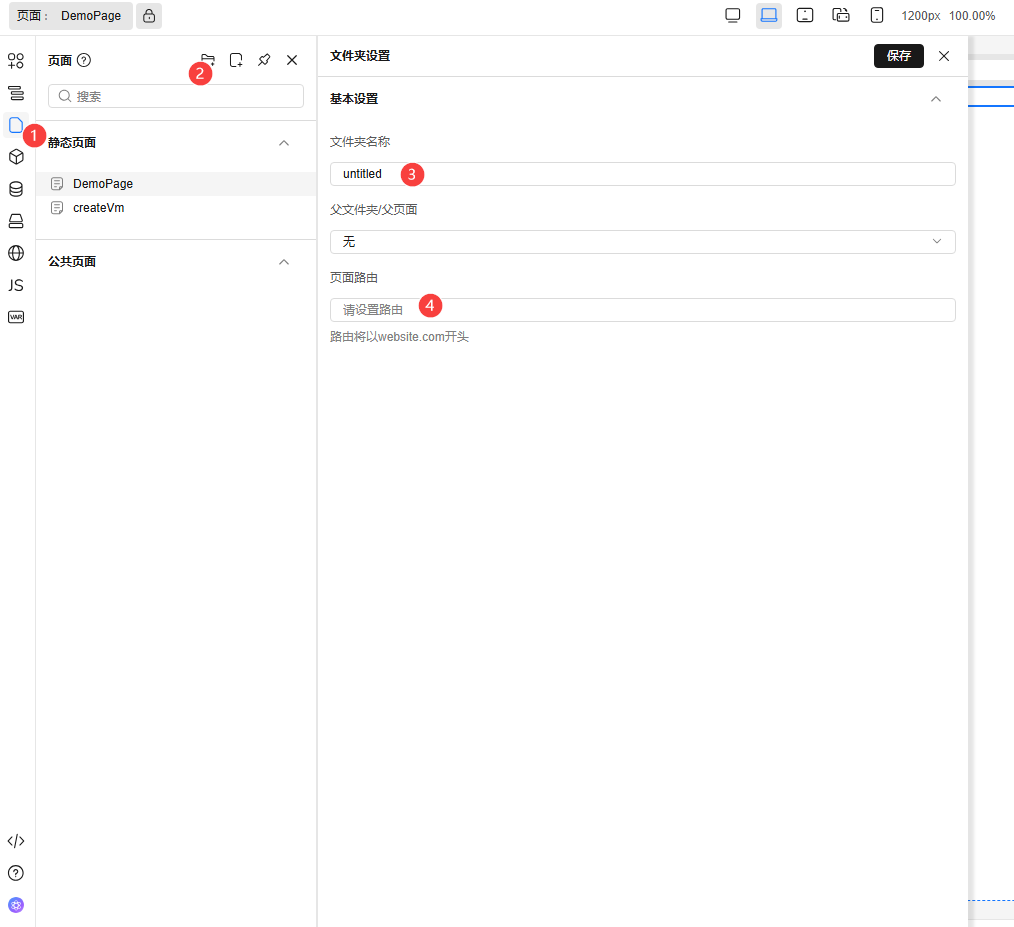 页面： DemoPage
1200px 100.00%
页面
2
搜索
1
静态页面
DemoPage
createVm
公共页面
JS
VAR
文件夹设置
保存
基本设置
文件夹名称
untitled
3
父文件夹/父页面
无
页面路由
请设置路由
4
路由将以website.com开头